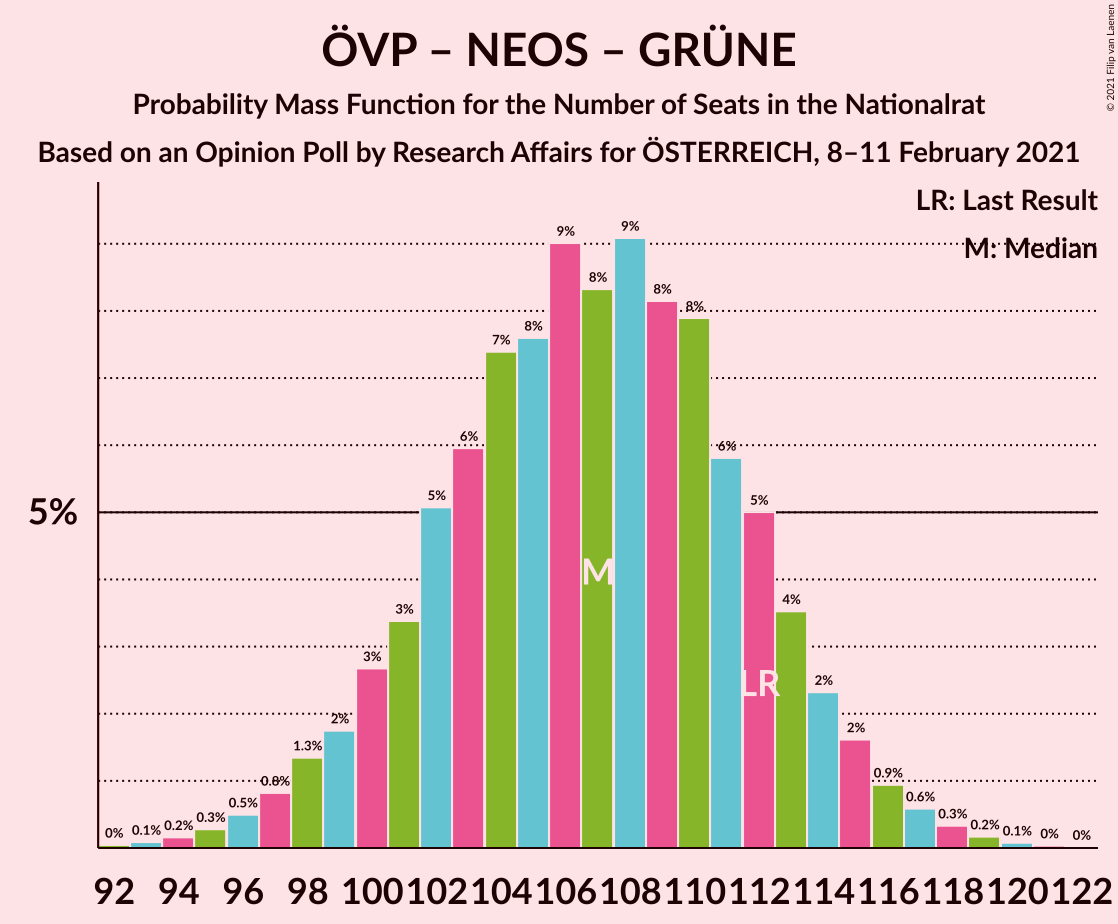 ÖVP – NEOS – GRÜNE
Probability Mass Function for the Number of Seats in the Nationalrat
Based on an Opinion Poll by Research Affairs for ÖSTERREICH, 8–11 February 2021
© 2021 Filip van Laenen
LR: Last Result
M: Median
5%
0% 0.1% 0.2% 0.3% 0.5% 0.8% 1.3% 2% 3% 3% 5% 6% 7% 8% 9% 8% 9% 8% 8% 6% 5% 4% 2% 2% 0.9% 0.6% 0.3% 0.2% 0.1% 0% 0%
M
LR
92 94 96 98 100 102 104 106 108 110 112 114 116 118 120 122